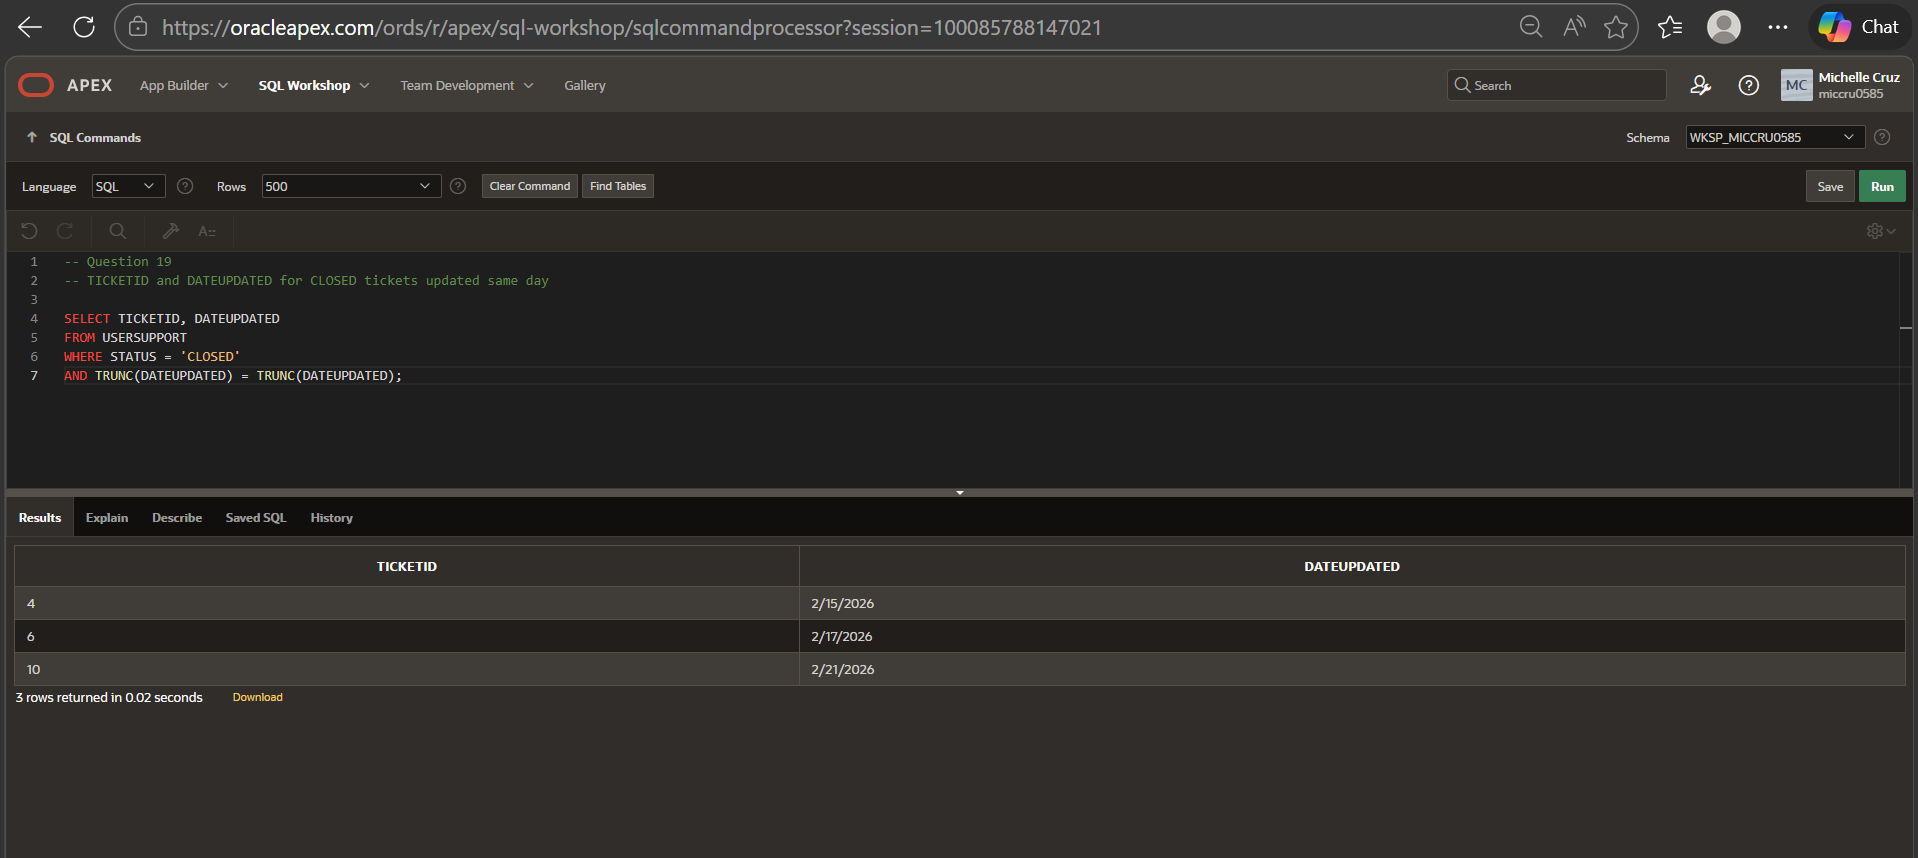 https://oracleapex.com/ords/r/apex/sql-workshop/sqlcommandprocessor?session=100085788147021
Chat
APEX
App Builder
SQL Workshop
Team Development
Gallery
Search
MC
Michelle Cruz
miccru0585
SQL Commands
Schema
WKSP_MICCRU0585
Language
SQL
Rows
500
Clear Command
Find Tables
Save
Run
1 -- Question 19
2 -- TICKETID and DATEUPDATED for CLOSED tickets updated same day
3
4 SELECT TICKETID, DATEUPDATED
5 FROM USERSUPPORT
6 WHERE STATUS = 'CLOSED'
7 AND TRUNC(DATEUPDATED) = TRUNC(DATEUPDATED);
Results Explain Describe Saved SQL History
TICKETID DATEUPDATED
4 2/15/2026
6 2/17/2026
10 2/21/2026
3 rows returned in 0.02 seconds Download